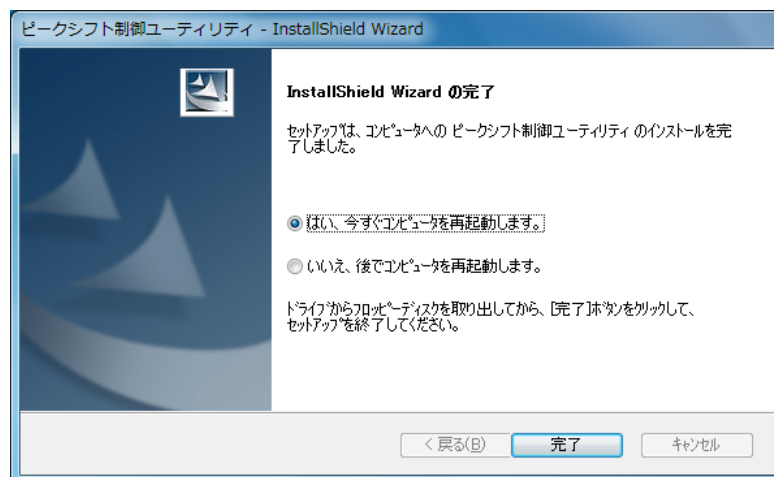 ピークシフト制御ユーティリティ - InstallShield Wizard
InstallShield Wizard の完了
セットアップは、コンピュータへの ピークシフト制御ユーティリティ のインストールを完
了しました。
はい、今すぐコンピュータを再起動します。
いいえ、後でコンピュータを再起動します。
ドライブからフロッピーディスクを取り出してから、[完了]ボタンをクリックして、
セットアップを終了してください。
< 戻る(B)
完了
キャンセル